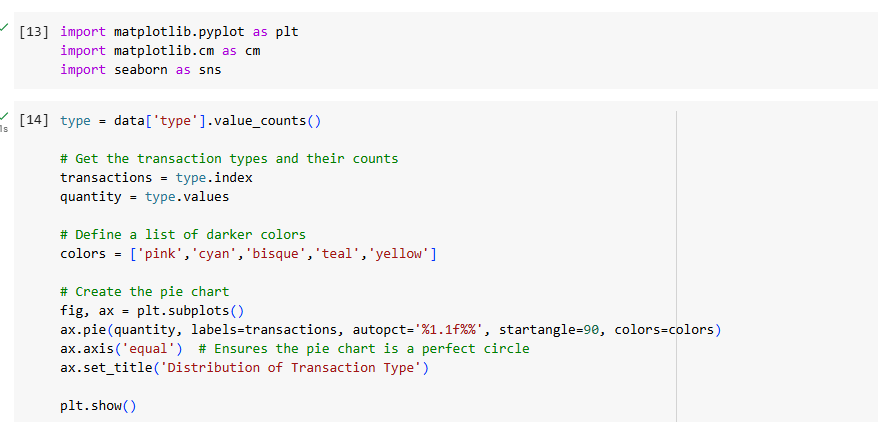 [13] import matplotlib.pyplot as plt
import matplotlib.cm as cm
import seaborn as sns
1s
[14] type = data['type'].value_counts()
# Get the transaction types and their counts
transactions = type.index
quantity = type.values
# Define a list of darker colors
colors = ['pink','cyan','bisque','teal','yellow']
# Create the pie chart
fig, ax = plt.subplots()
ax.pie(quantity, labels=transactions, autopct='%1.1f%%', startangle=90, colors=colors)
ax.axis('equal')  # Ensures the pie chart is a perfect circle
ax.set_title('Distribution of Transaction Type')
plt.show()